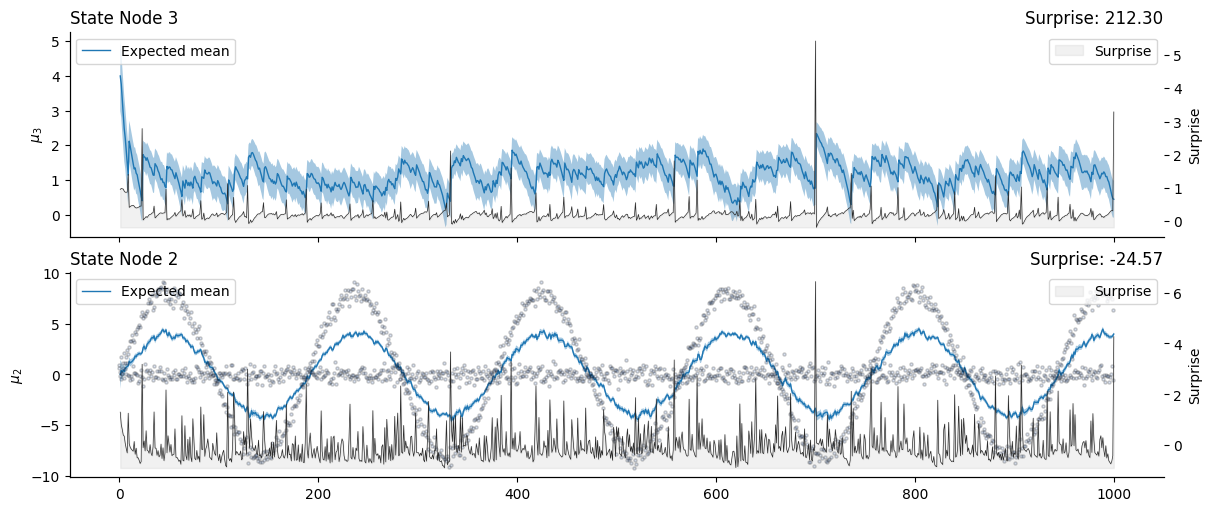 State Node 3
Surprise: 212.30
Expected mean
Surprise
5
4
3
2
1
0
μ3
5
4
3
2
1
0
Surprise
State Node 2
Surprise: -24.57
Expected mean
Surprise
10
5
0
−5
−10
μ2
6
4
2
0
Surprise
0 200 400 600 800 1000